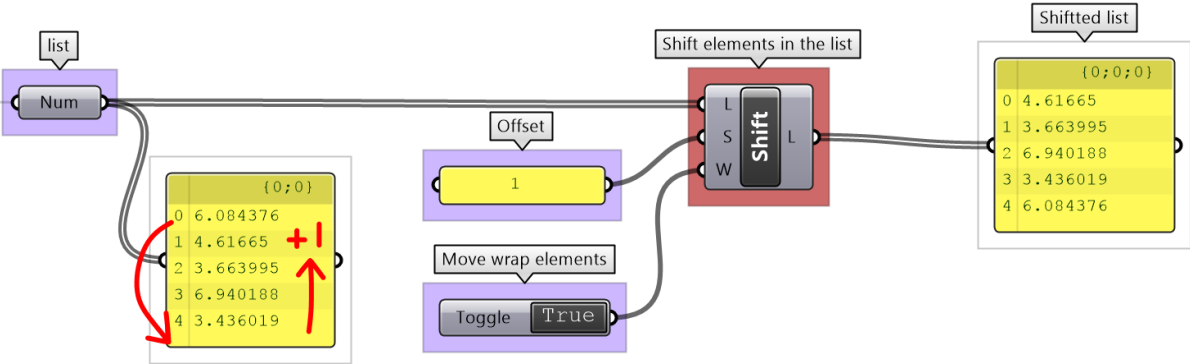 list
Num
{0;0}
0 6.084376
1 4.61665
2 3.663995
3 6.940188
4 3.436019
+1
Offset
1
Move wrap elements
Toggle True
Shift elements in the list
L
S
W
Shift
L
Shiftted list
{0;0;0}
0 4.61665
1 3.663995
2 6.940188
3 3.436019
4 6.084376